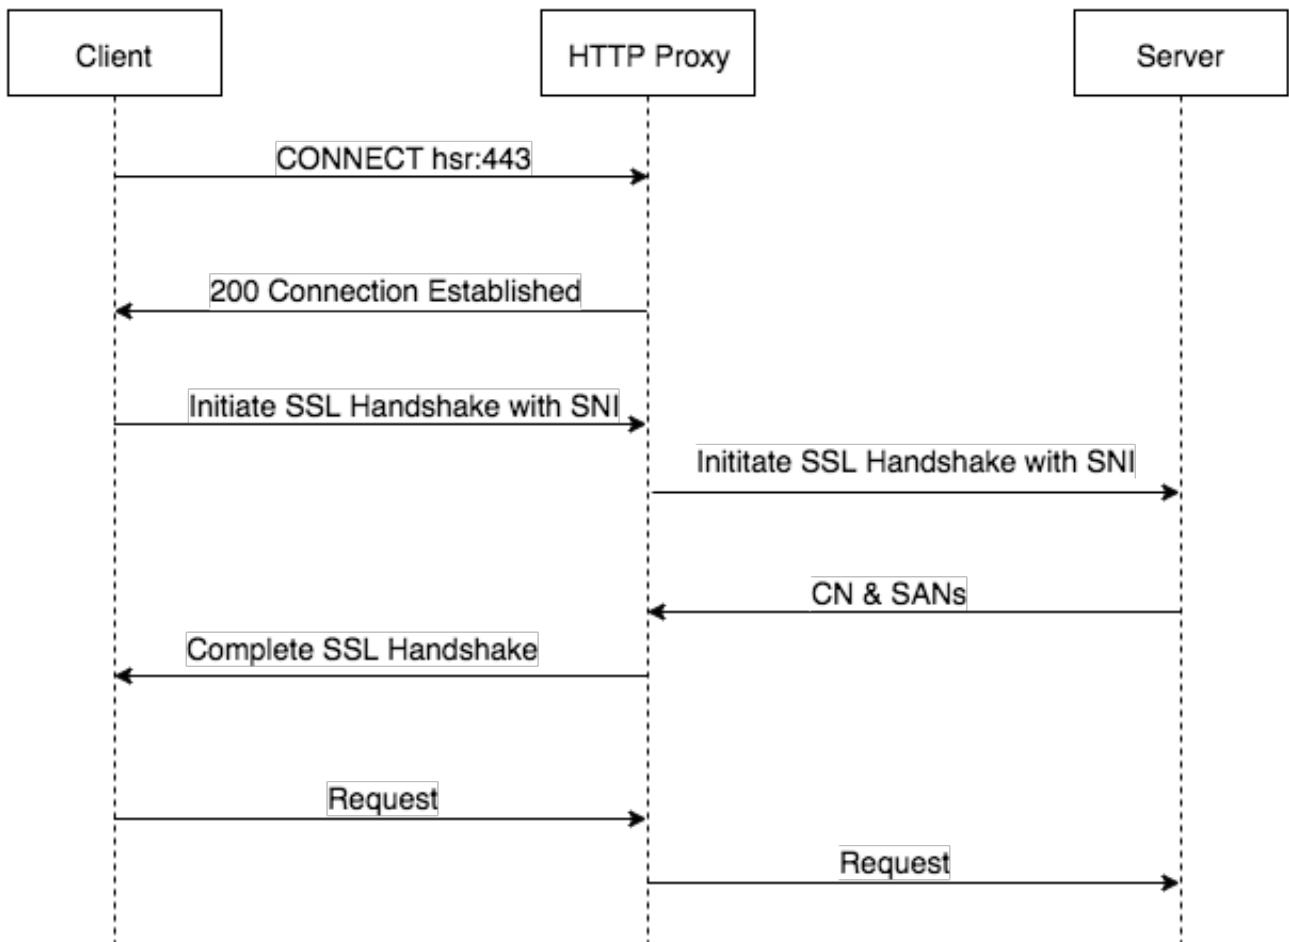 Client
HTTP Proxy
Server
CONNECT hsr:443
200 Connection Established
Initiate SSL Handshake with SNI
Inititate SSL Handshake with SNI
CN & SANs
Complete SSL Handshake
Request
Request